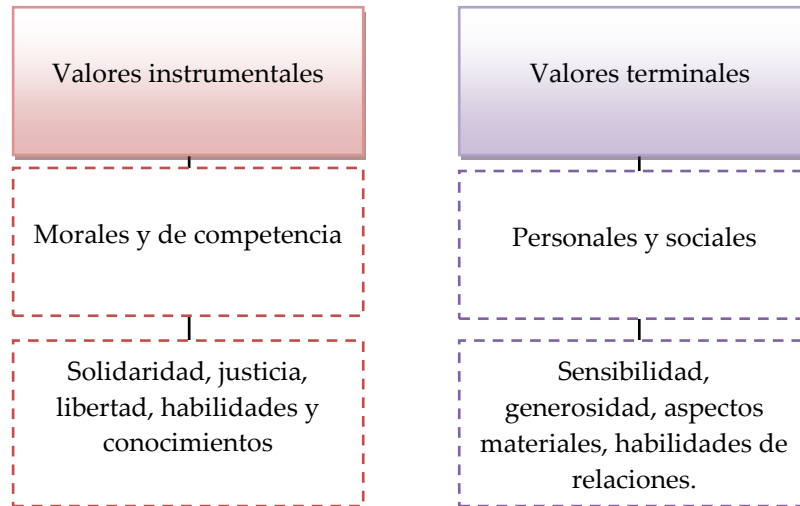 Valores instrumentales
Morales y de competencia
Solidaridad, justicia,
libertad, habilidades y
conocimientos
Valores terminales
Personales y sociales
Sensibilidad,
generosidad, aspectos
materiales, habilidades de
relaciones.